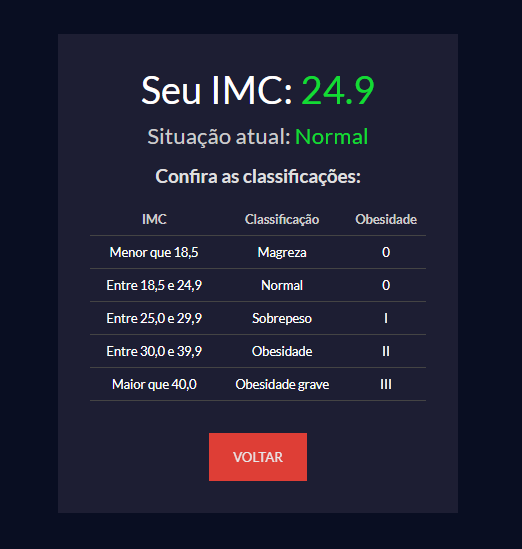 Seu IMC: 24.9
Situação atual: Normal
Confira as classificações:
IMC Classificação Obesidade
Menor que 18,5 Magreza 0
Entre 18,5 e 24,9 Normal 0
Entre 25,0 e 29,9 Sobrepeso I
Entre 30,0 e 39,9 Obesidade II
Maior que 40,0 Obesidade grave III
VOLTAR